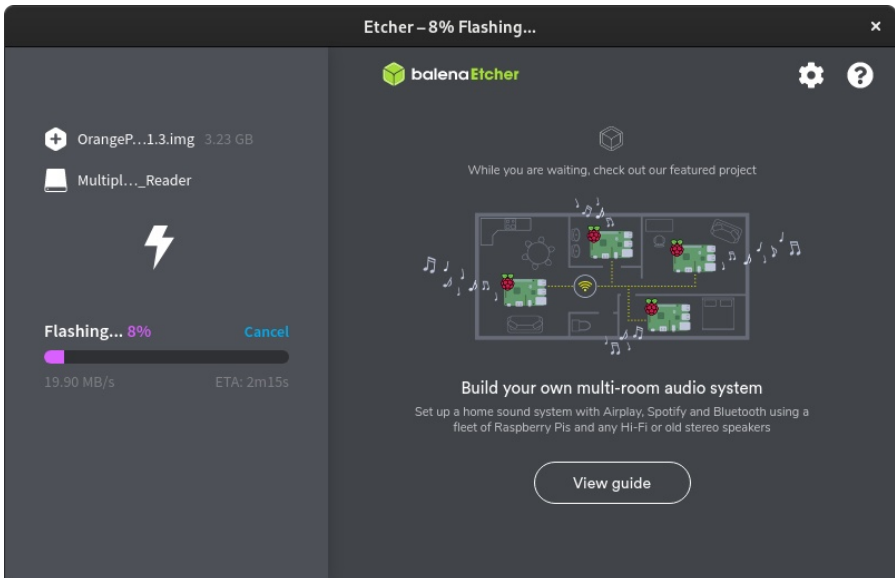 Etcher – 8% Flashing...
OrangeP...1.3.img 3.23 GB
Multipl..._Reader
Flashing... 8% Cancel
19.90 MB/s ETA: 2m15s
balenaEtcher
While you are waiting, check out our featured project
Build your own multi-room audio system
Set up a home sound system with Airplay, Spotify and Bluetooth using a
fleet of Raspberry Pis and any Hi-Fi or old stereo speakers
View guide